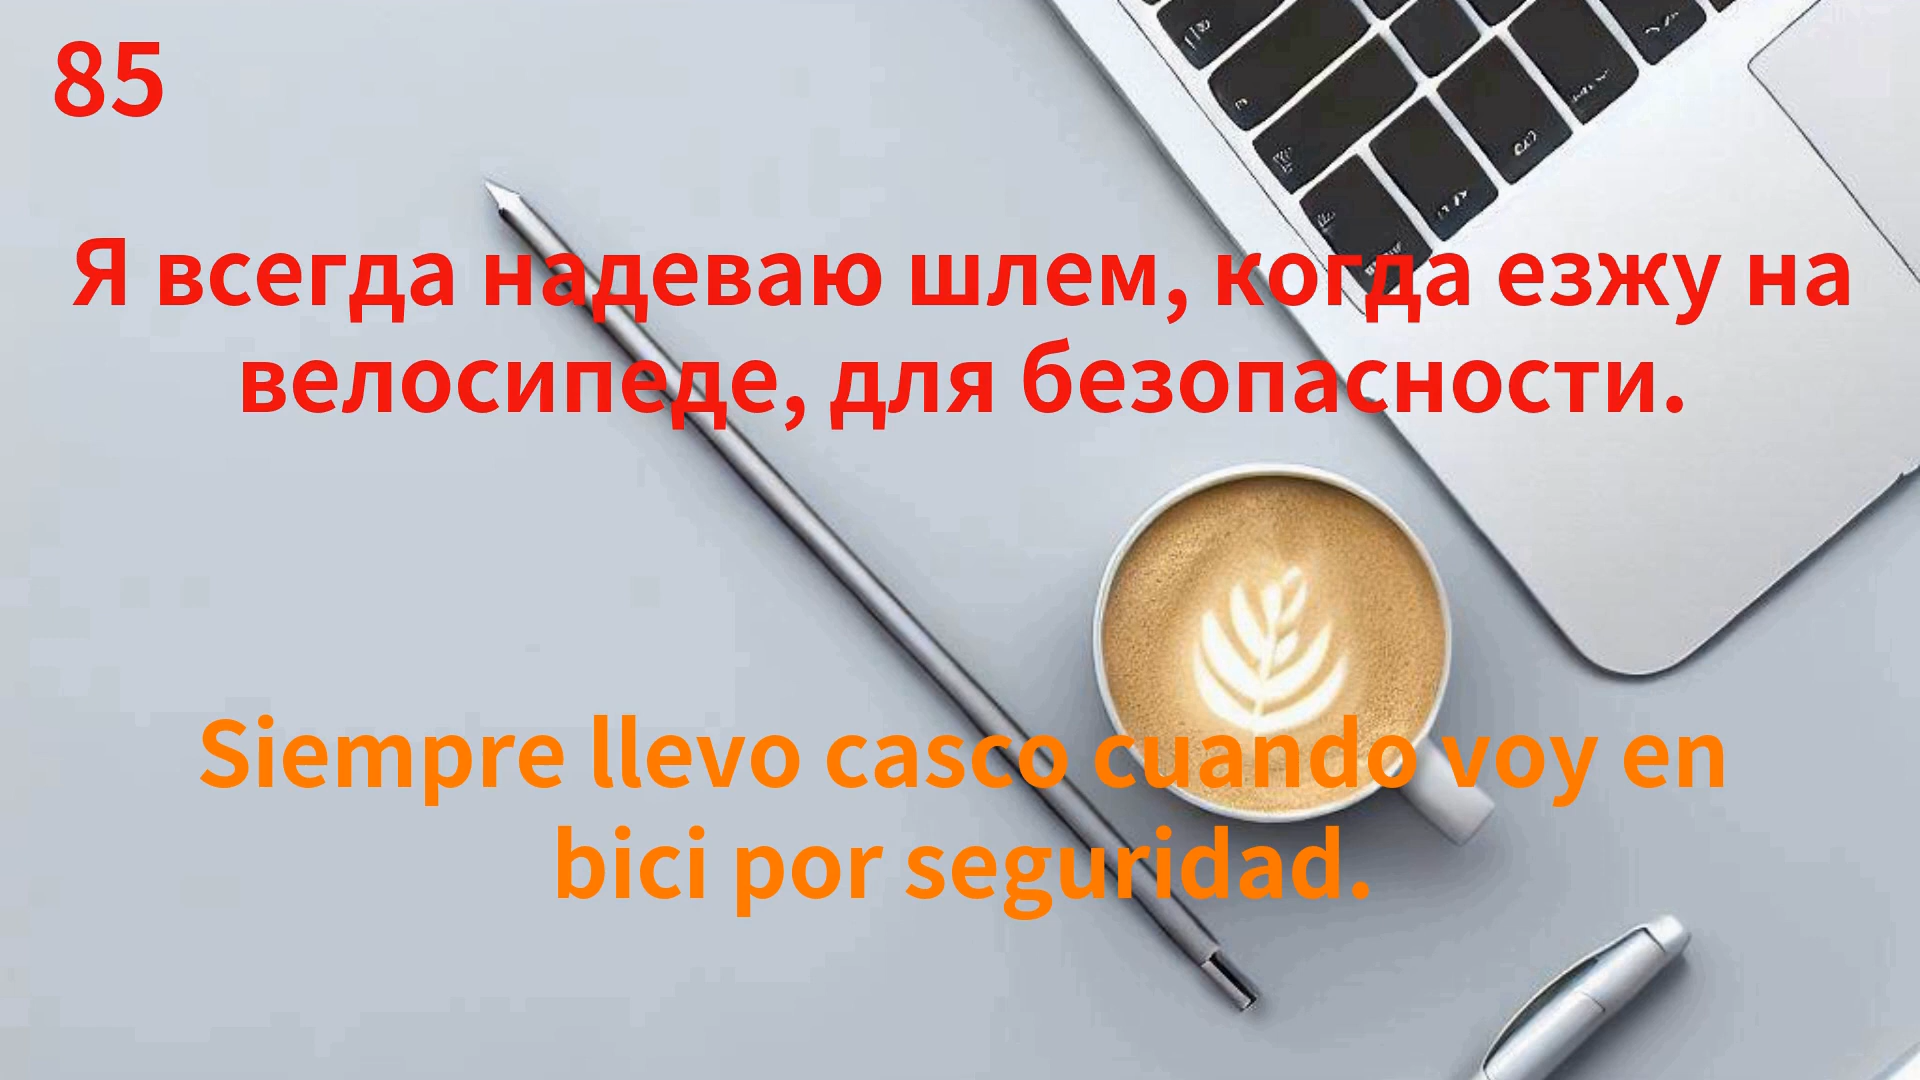 85
Я всегда надеваю шлем, когда езжу на
велосипеде, для безопасности.
Siempre llevo casco cuando voy en
bici por seguridad.